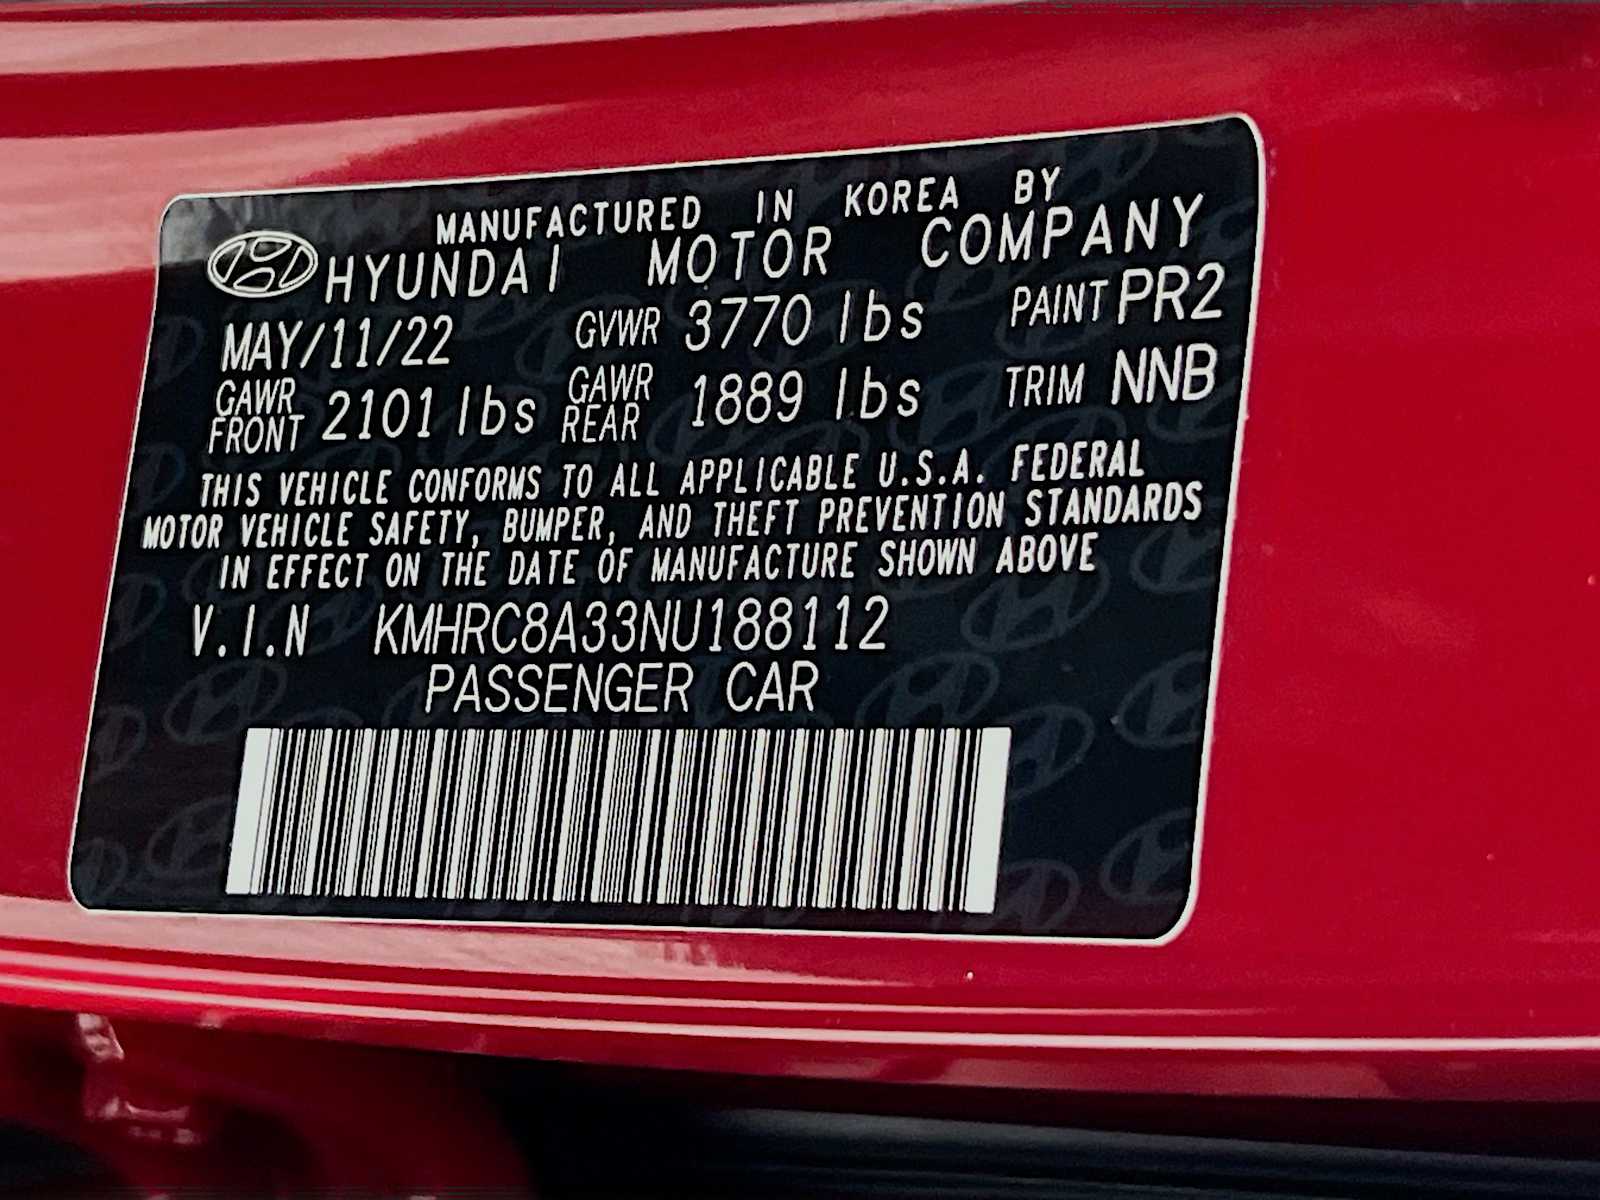 MANUFACTURED IN KOREA BY
HYUNDAI MOTOR COMPANY
MAY/11/22 GVWR 3770 lbs PAINT PR2
GAWR FRONT 2101 lbs GAWR REAR 1889 lbs TRIM NNB
THIS VEHICLE CONFORMS TO ALL APPLICABLE U.S.A. FEDERAL
MOTOR VEHICLE SAFETY, BUMPER, AND THEFT PREVENTION STANDARDS
IN EFFECT ON THE DATE OF MANUFACTURE SHOWN ABOVE
V.I.N KMHRC8A33NU188112
PASSENGER CAR